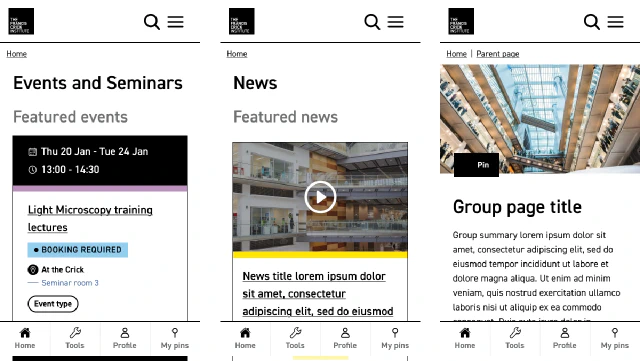 THE
FRANCIS
CRICK
INSTITUTE
Home
Events and Seminars
Featured events
Thu 20 Jan - Tue 24 Jan
13:00 - 14:30
Light Microscopy training
lectures
BOOKING REQUIRED
At the Crick
Seminar room 3
Event type
Home
Tools
Profile
My pins
THE
FRANCIS
CRICK
INSTITUTE
Home
News
Featured news
News title lorem ipsum dolor
sit amet, consectetur
adipiscing elit, sed do eiusmod
Home
Tools
Profile
My pins
THE
FRANCIS
CRICK
INSTITUTE
Home | Parent page
Pin
Group page title
Group summary lorem ipsum dolor sit
amet, consectetur adipiscing elit, sed do
eiusmod tempor incididunt ut labore et
dolore magna aliqua. Ut enim ad minim
veniam, quis nostrud exercitation ullamco
laboris nisi ut aliquip ex ea commodo
Home
Tools
Profile
My pins